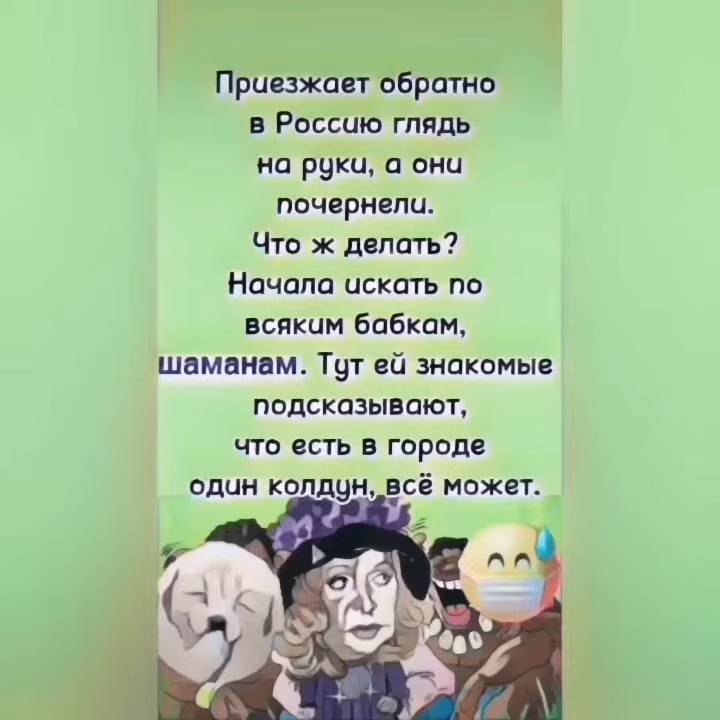 Приезжает обратно
в Россию глядь
на руки, а они
почернели.
Что ж делать?
Начала искать по
всяким бабкам,
шаманам. Тут ей знакомые
подсказывают,
что есть в городе
один колдун, всё может.